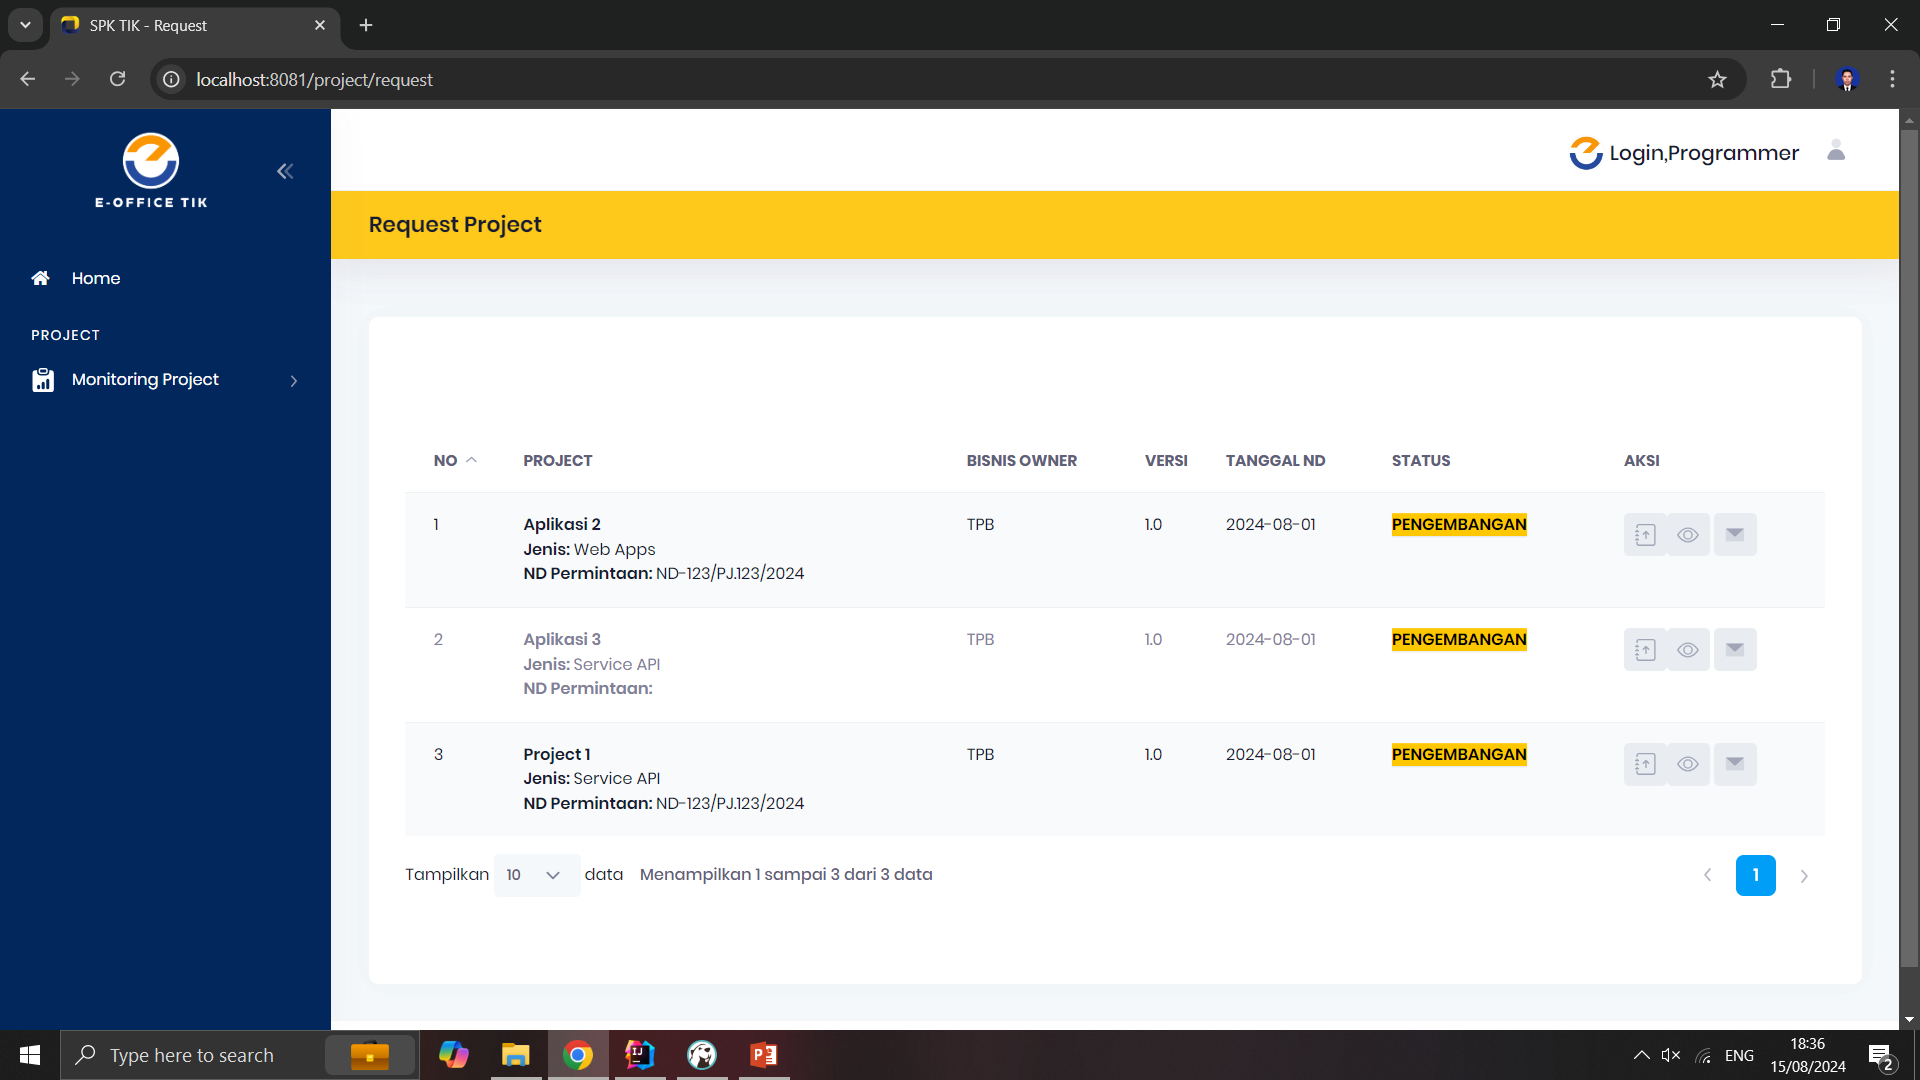 SPK TIK - Request
localhost:8081/project/request
E-OFFICE TIK
Login,Programmer
Request Project
Home
PROJECT
Monitoring Project
NO PROJECT BISNIS OWNER VERSI TANGGAL ND STATUS AKSI
1 Aplikasi 2 TPB 1.0 2024-08-01 PENGEMBANGAN
Jenis: Web Apps
ND Permintaan: ND-123/PJ.123/2024
2 Aplikasi 3 TPB 1.0 2024-08-01 PENGEMBANGAN
Jenis: Service API
ND Permintaan:
3 Project 1 TPB 1.0 2024-08-01 PENGEMBANGAN
Jenis: Service API
ND Permintaan: ND-123/PJ.123/2024
Tampilkan 10 data Menampilkan 1 sampai 3 dari 3 data
1
Type here to search
ENG
18:36
15/08/2024
2